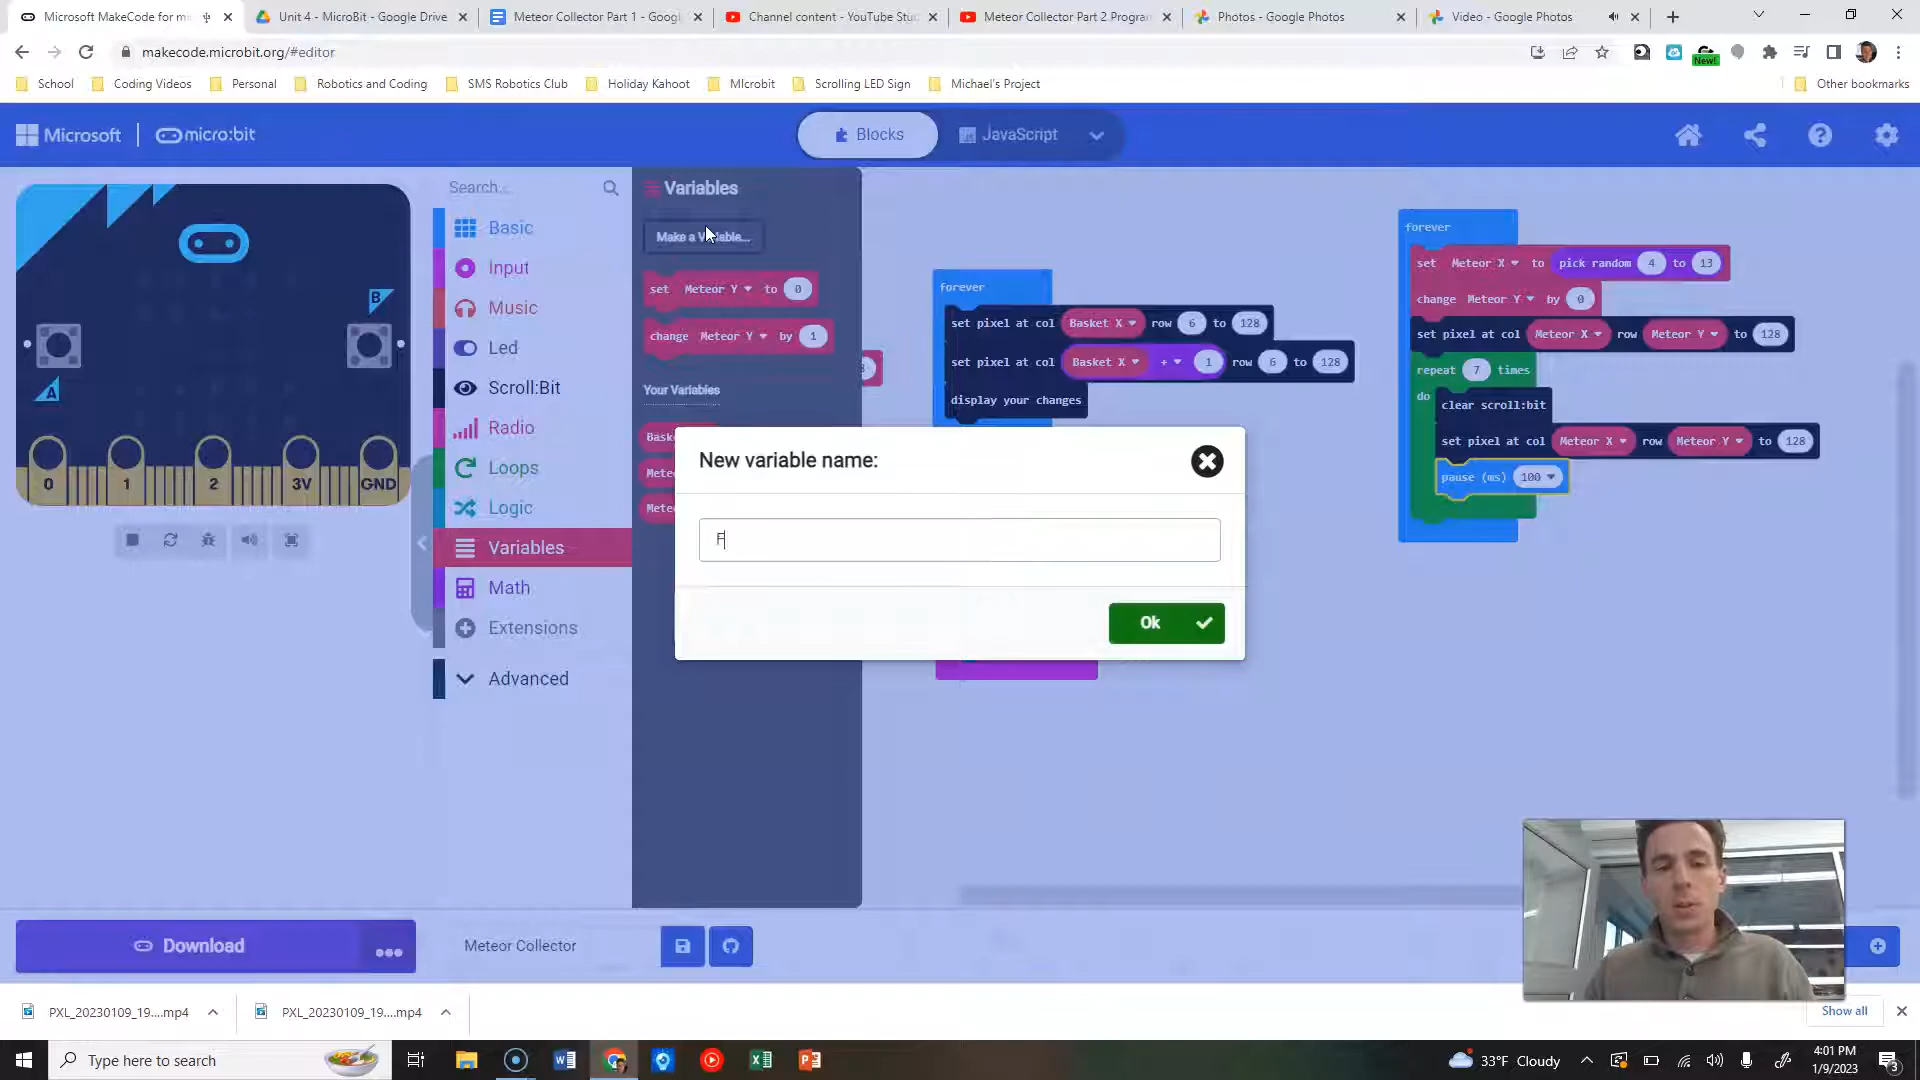 Microsoft MakeCode for mi
Unit 4 - MicroBit - Google Drive
Meteor Collector Part 1 - Goog
Channel content - YouTube Stu
Meteor Collector Part 2 Progra
Photos - Google Photos
Video - Google Photos
makecode.microbit.org/#editor
New!
School
Coding Videos
Personal
Robotics and Coding
SMS Robotics Club
Holiday Kahoot
MIcrobit
Scrolling LED Sign
Michael's Project
Other bookmarks
Microsoft
micro:bit
Blocks
JavaScript
Search...
Variables
Basic
Input
Music
Led
Scroll:Bit
Radio
Loops
Logic
Variables
Math
Extensions
Advanced
A
B
0 1 2 3V GND
set Meteor Y to 0
change Meteor Y by 1
Your Variables
Bask
Mete
Mete
forever
set pixel at col Basket X row 6 to 128
set pixel at col Basket X + 1 row 6 to 128
display your changes
forever
set Meteor X to pick random 4 to 13
change Meteor Y by 0
set pixel at col Meteor X row Meteor Y to 128
repeat 7 times
do
clear scroll:bit
set pixel at col Meteor X row Meteor Y to 128
pause (ms) 100
New variable name:
F
Ok
Download
Meteor Collector
PXL_20230109_19....mp4
PXL_20230109_19....mp4
Show all
Type here to search
33°F Cloudy
4:01 PM
1/9/2023
3